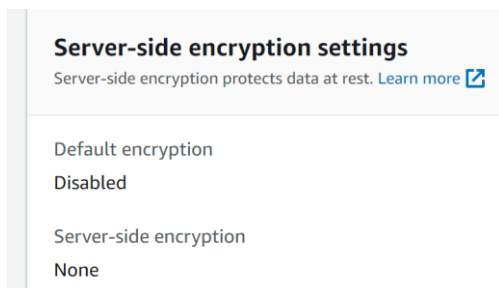 Server-side encryption settings
Server-side encryption protects data at rest. Learn more
Default encryption
Disabled
Server-side encryption
None